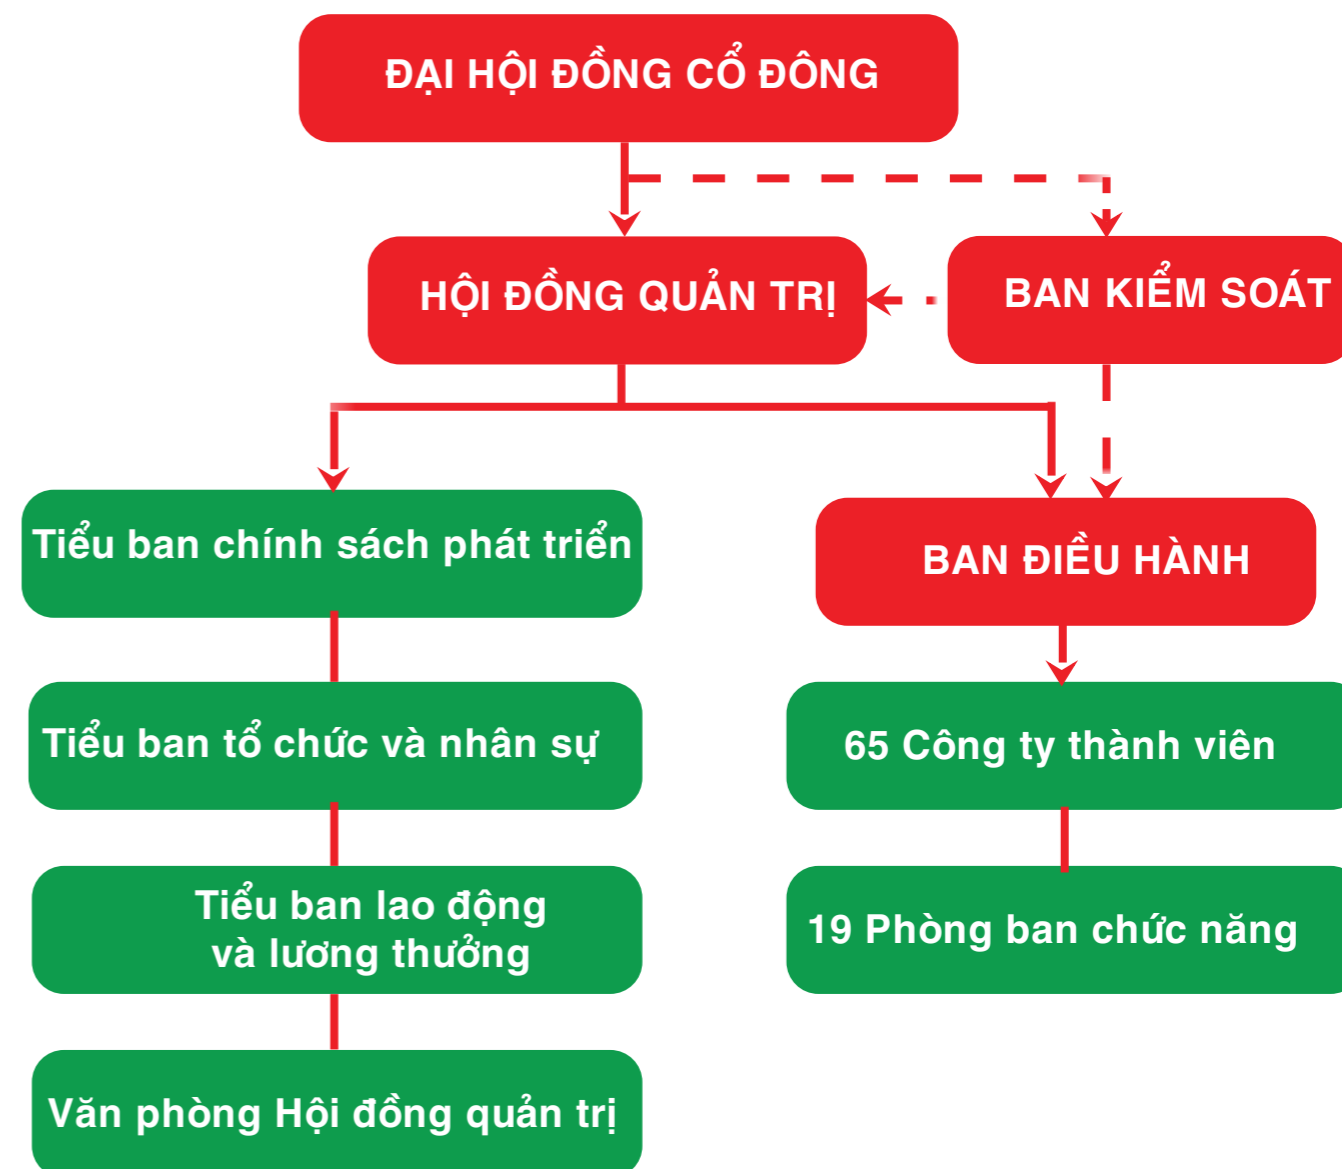 ĐẠI HỘI ĐỒNG CỔ ĐÔNG
HỘI ĐỒNG QUẢN TRỊ
BAN KIỂM SOÁT
Tiểu ban chính sách phát triển
BAN ĐIỀU HÀNH
Tiểu ban tổ chức và nhân sự
65 Công ty thành viên
Tiểu ban lao động
và lương thưởng
19 Phòng ban chức năng
Văn phòng Hội đồng quản trị